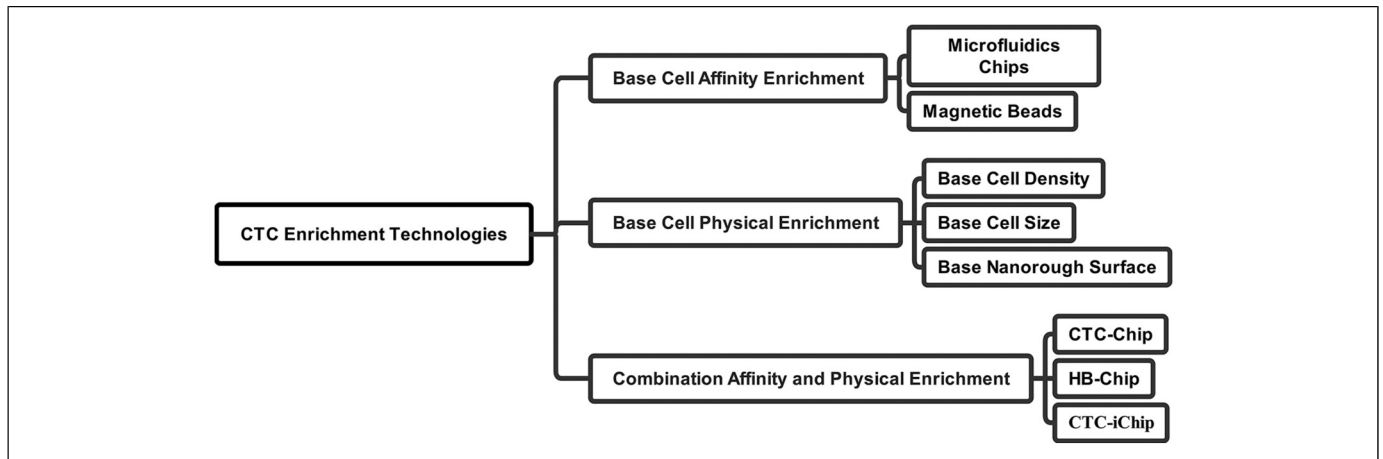 CTC Enrichment Technologies
Base Cell Affinity Enrichment
Microfluidics
Chips
Magnetic Beads
Base Cell Physical Enrichment
Base Cell Density
Base Cell Size
Base Nanorough Surface
Combination Affinity and Physical Enrichment
CTC-Chip
HB-Chip
CTC-iChip